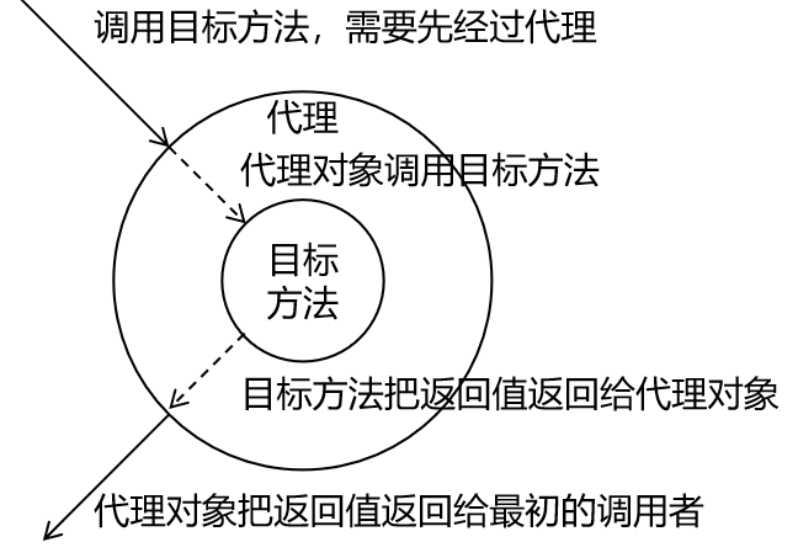 调用目标方法，需要先经过代理
代理
代理对象调用目标方法
目标
方法
目标方法把返回值返回给代理对象
代理对象把返回值返回给最初的调用者